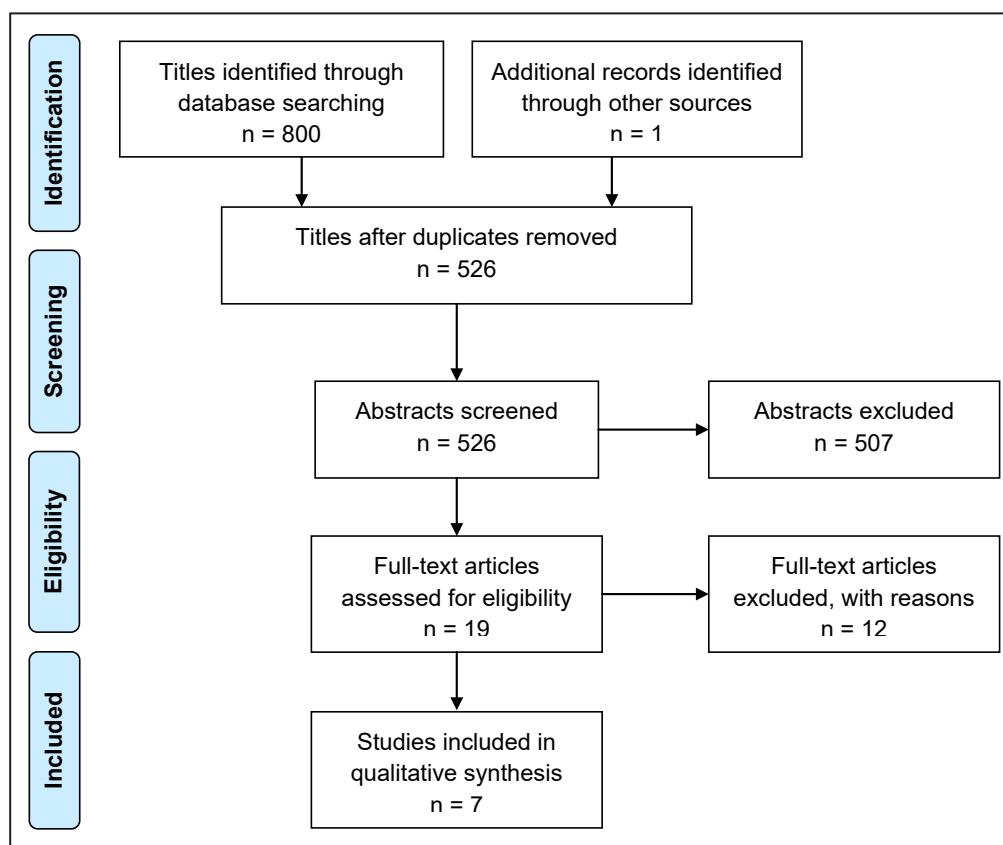 Identification
Titles identified through
database searching
n = 800
Additional records identified
through other sources
n = 1
Titles after duplicates removed
n = 526
Screening
Abstracts screened
n = 526
Abstracts excluded
n = 507
Eligibility
Full-text articles
assessed for eligibility
n = 19
Full-text articles
excluded, with reasons
n = 12
Included
Studies included in
qualitative synthesis
n = 7